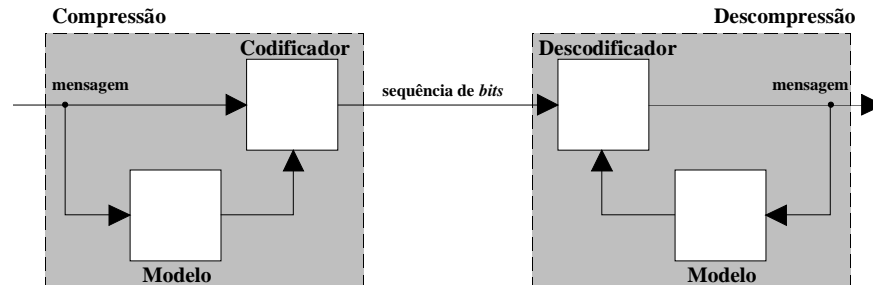 Compressão
Descompressão
Codificador
Descodificador
mensagem
sequência de bits
mensagem
Modelo
Modelo